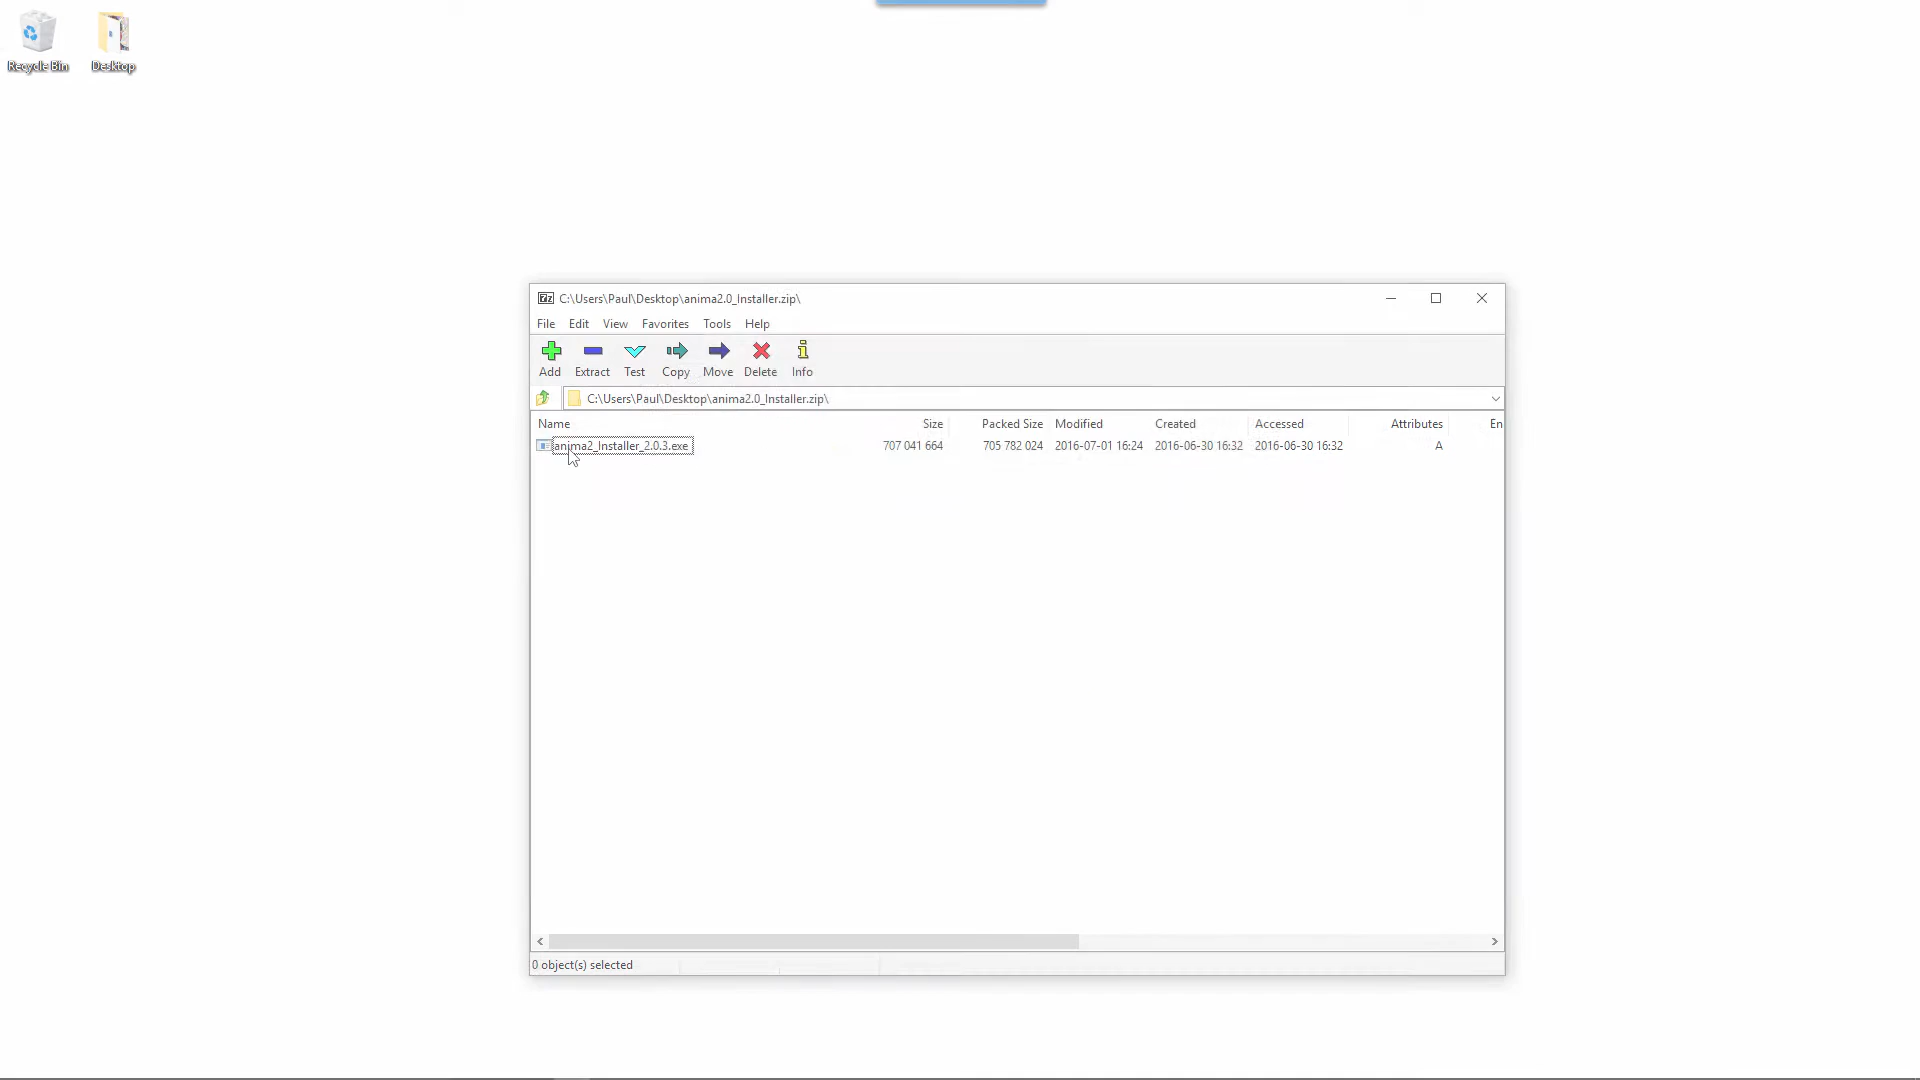 Recycle Bin
Desktop
7z C:\Users\Paul\Desktop\anima2.0_Installer.zip\
File Edit View Favorites Tools Help
Add Extract Test Copy Move Delete Info
C:\Users\Paul\Desktop\anima2.0_Installer.zip\
Name Size Packed Size Modified Created Accessed Attributes En
anima2_Installer_2.0.3.exe 707 041 664 705 782 024 2016-07-01 16:24 2016-06-30 16:32 2016-06-30 16:32 A
0 object(s) selected